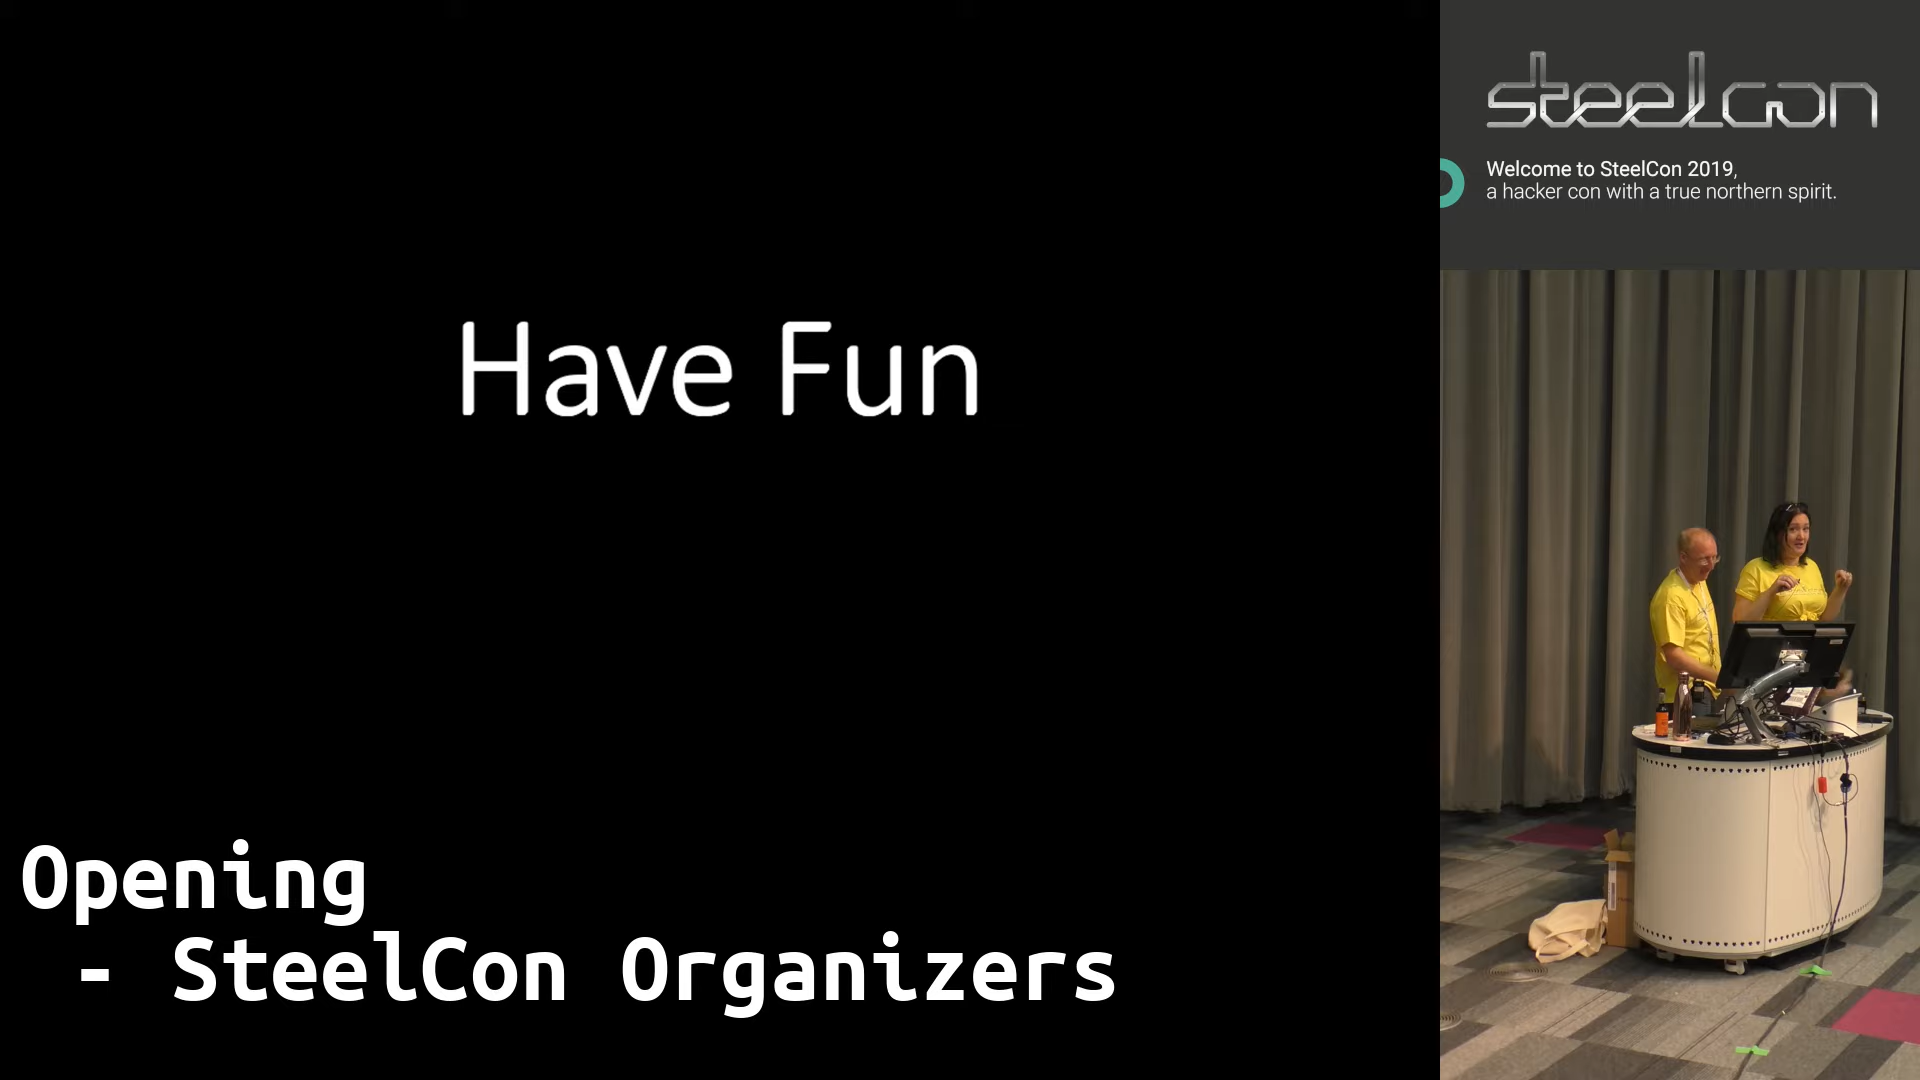 Have Fun
Opening
- SteelCon Organizers
steelcon
Welcome to SteelCon 2019,
a hacker con with a true northern spirit.